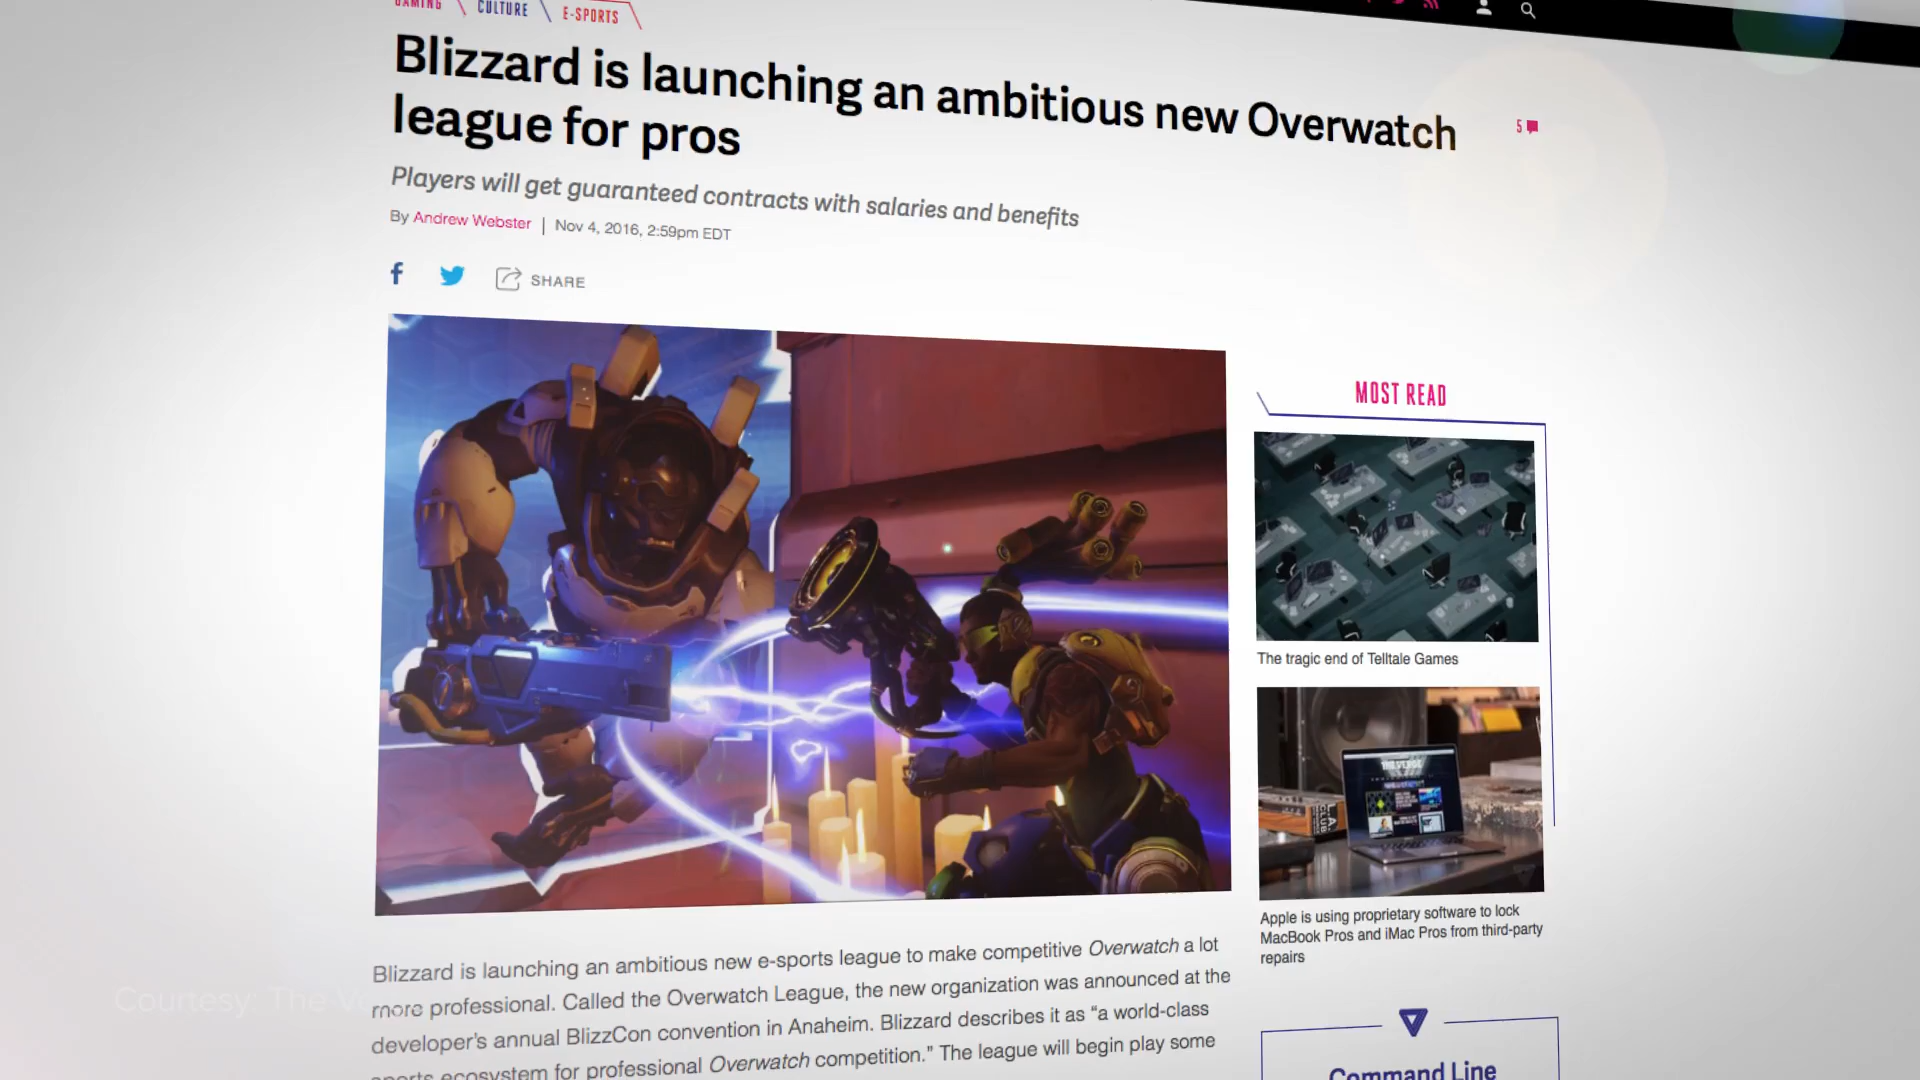 GAMING CULTURE E-SPORTS
Blizzard is launching an ambitious new Overwatch
league for pros
5
Players will get guaranteed contracts with salaries and benefits
By Andrew Webster | Nov 4, 2016, 2:59pm EDT
SHARE
MOST READ
The tragic end of Telltale Games
THE VERGE
Apple is using proprietary software to lock
MacBook Pros and iMac Pros from third-party
repairs
Blizzard is launching an ambitious new e-sports league to make competitive Overwatch a lot
more professional. Called the Overwatch League, the new organization was announced at the
developer's annual BlizzCon convention in Anaheim. Blizzard describes it as “a world-class
sports ecosystem for professional Overwatch competition.” The league will begin play some
Courtesy: The
Command Line